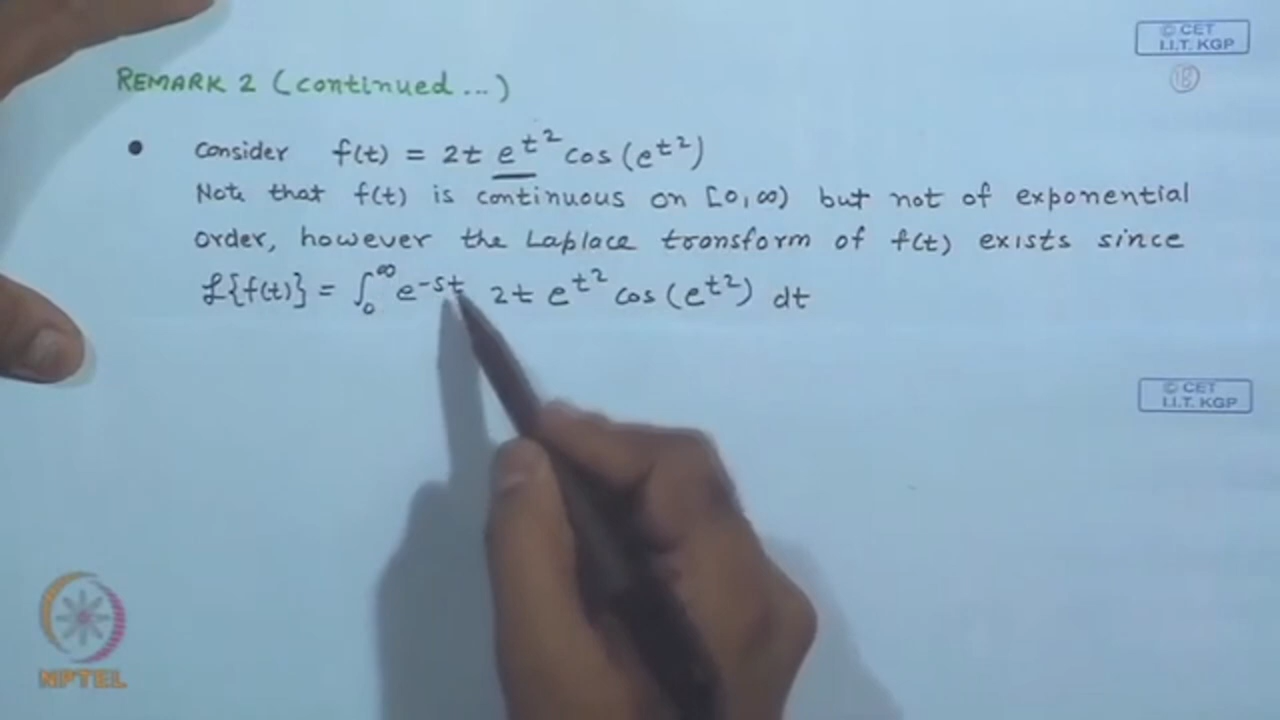 © CET
I.I.T. KGP
18
REMARK 2 (continued ...)
• Consider f(t) = 2t e^{t^2} cos(e^{t^2})
Note that f(t) is continuous on [0,∞) but not of exponential
order, however the Laplace transform of f(t) exists since
ℒ{f(t)} = ∫_0^∞ e^{-st} 2t e^{t^2} cos(e^{t^2}) dt
© CET
I.I.T. KGP
NPTEL